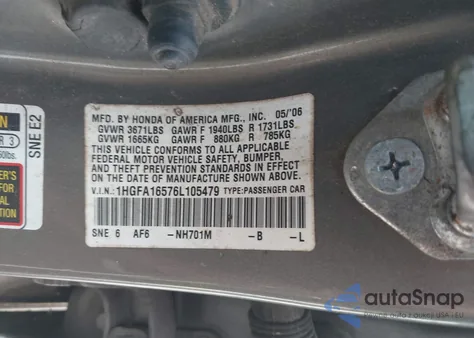 MFD. BY HONDA OF AMERICA MFG., INC. 05/'06
GVWR 3671LBS GAWR F 1940LBS R 1731LBS
GVWR 1665KG GAWR F 880KG R 785KG
THIS VEHICLE CONFORMS TO ALL APPLICABLE
FEDERAL MOTOR VEHICLE SAFETY, BUMPER,
AND THEFT PREVENTION STANDARDS IN EFFECT
ON THE DATE OF MANUFACTURE SHOWN ABOVE.
V.I.N.: 1HGFA16576L105479 TYPE:PASSENGER CAR
SNE 6 AF6 -NH701M -B -L
SNE E2
R 3
autoSnap